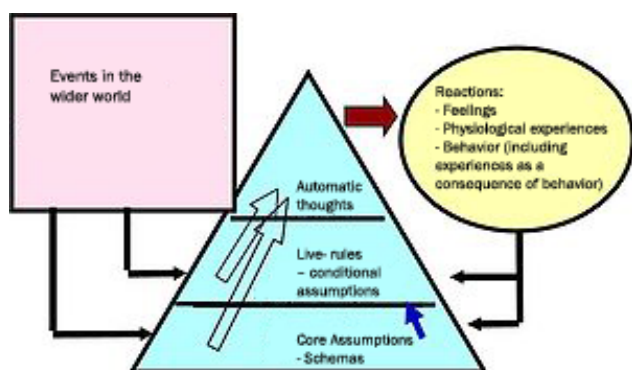 Events in the
wider world
Reactions:
- Feelings
- Physiological experiences
- Behavior (including
experiences as a
consequence of behavior)
Automatic
thoughts
Live- rules
– conditional
assumptions
Core Assumptions
- Schemas